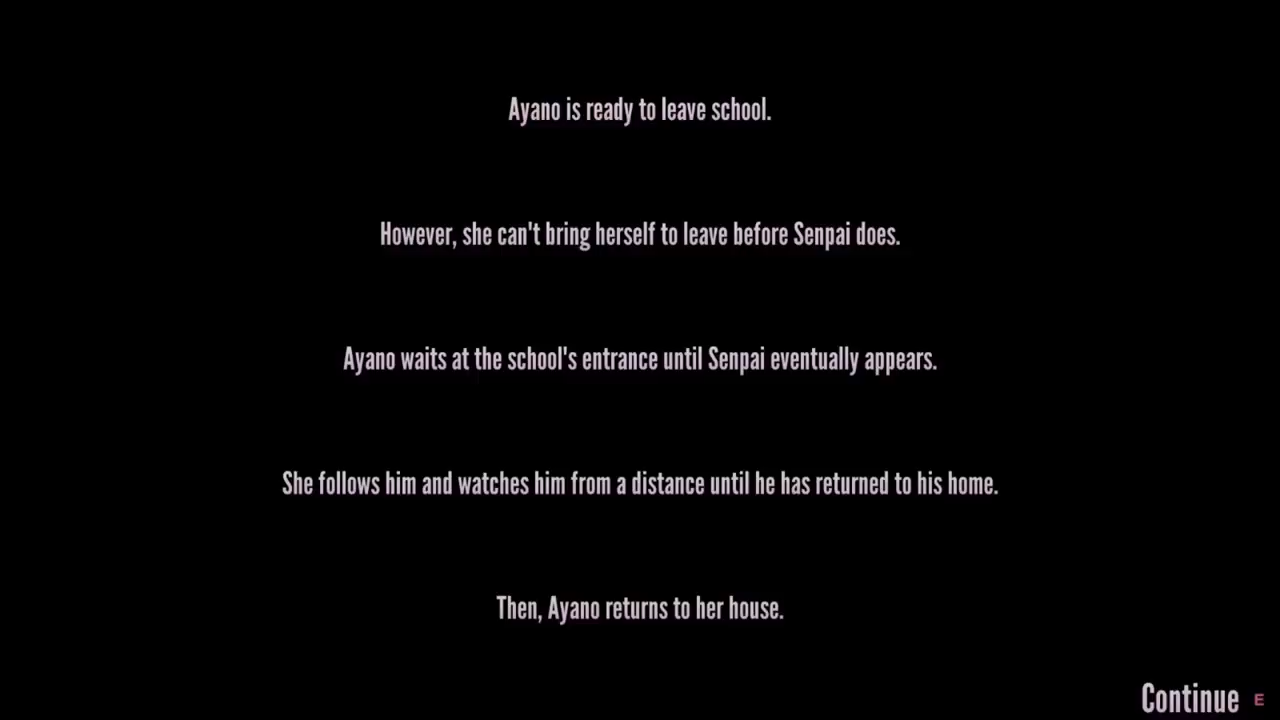 Ayano is ready to leave school.
However, she can't bring herself to leave before Senpai does.
Ayano waits at the school's entrance until Senpai eventually appears.
She follows him and watches him from a distance until he has returned to his home.
Then, Ayano returns to her house.
Continue E